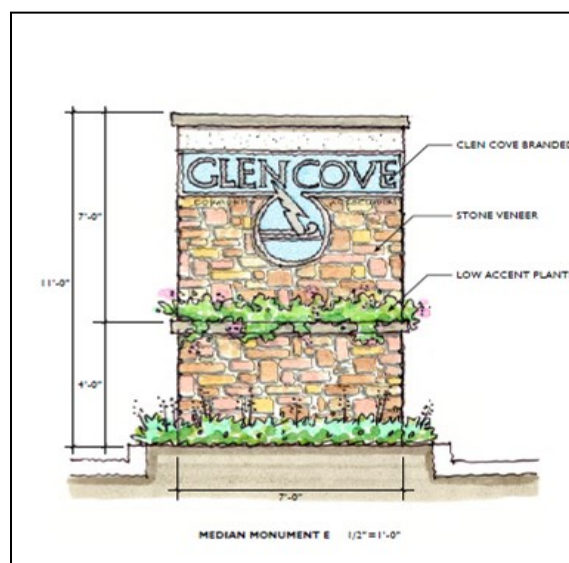 GLEN COVE
GLEN COVE BRANDED
7'-0"
STONE VENEER
LOW ACCENT PLANT
11'-0"
4'-0"
7'-0"
MEDIAN MONUMENT E 1/2"=1'-0"